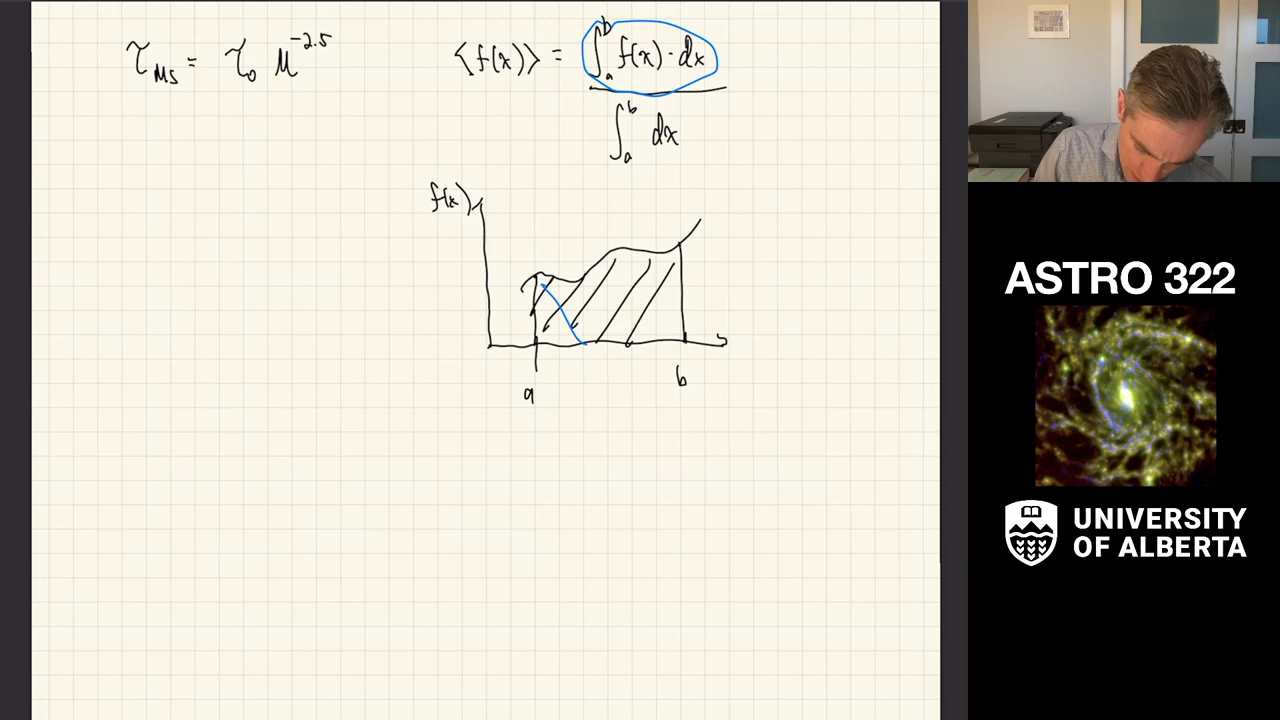 τ_MS = τ_0 M^-2.5
⟨f(x)⟩ = ∫_a^b f(x)·dx
∫_a^b dx
f(x)
a
b
ASTRO 322
UNIVERSITY
OF ALBERTA